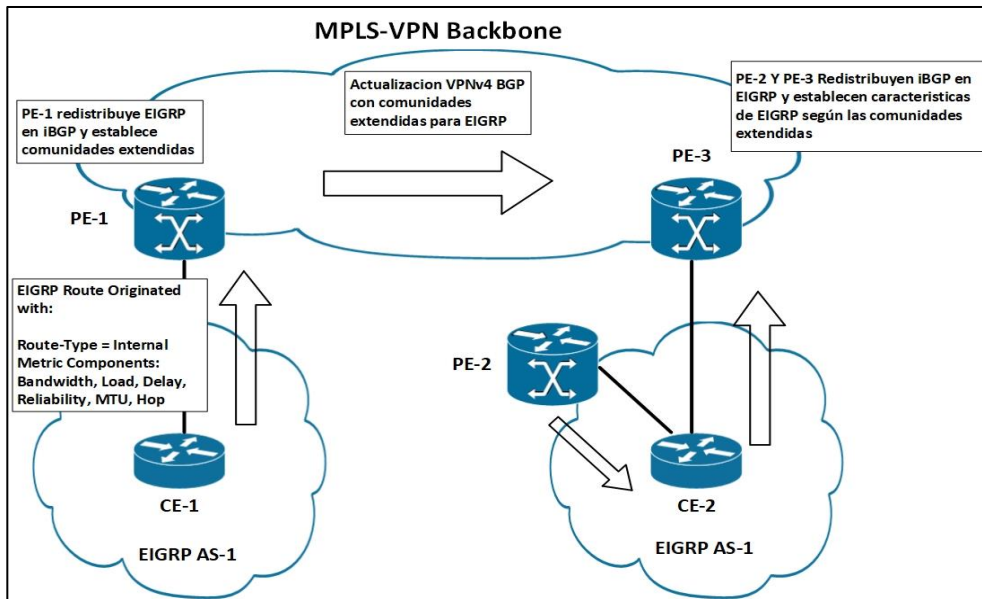 MPLS-VPN Backbone
PE-1 redistribuye EIGRP
en iBGP y establece
comunidades extendidas
Actualizacion VPNv4 BGP
con comunidades
extendidas para EIGRP
PE-2 Y PE-3 Redistribuyen iBGP en
EIGRP y establecen caracteristicas
de EIGRP según las comunidades
extendidas
PE-1
PE-3
EIGRP Route Originated
with:
Route-Type = Internal
Metric Components:
Bandwidth, Load, Delay,
Reliability, MTU, Hop
PE-2
CE-1
CE-2
EIGRP AS-1
EIGRP AS-1